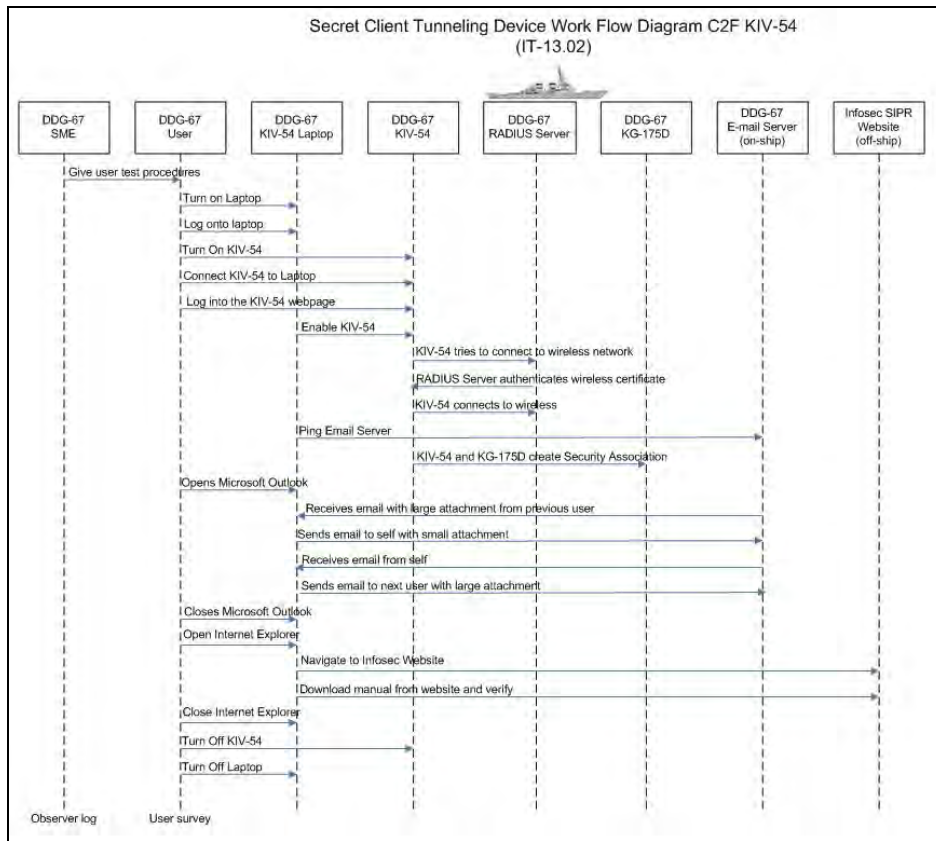 Secret Client Tunneling Device Work Flow Diagram C2F KIV-54
(IT-13.02)
DDG-67
SME
DDG-67
User
DDG-67
KIV-54 Laptop
DDG-67
KIV-54
DDG-67
RADIUS Server
DDG-67
KG-175D
DDG-67
E-mail Server
(on-ship)
Infosec SIPR
Website
(off-ship)
Give user test procedures
Turn on Laptop
Log onto laptop
Turn On KIV-54
Connect KIV-54 to Laptop
Log into the KIV-54 webpage
Enable KIV-54
KIV-54 tries to connect to wireless network
RADIUS Server authenticates wireless certificate
KIV-54 connects to wireless
Ping Email Server
KIV-54 and KG-175D create Security Association
Opens Microsoft Outlook
Receives email with large attachment from previous user
Sends email to self with small attachment
Receives email from self
Sends email to next user with large attachment
Closes Microsoft Outlook
Open Internet Explorer
Navigate to Infosec Website
Download manual from website and verify
Close Internet Explorer
Turn Off KIV-54
Turn Off Laptop
Observer log
User survey